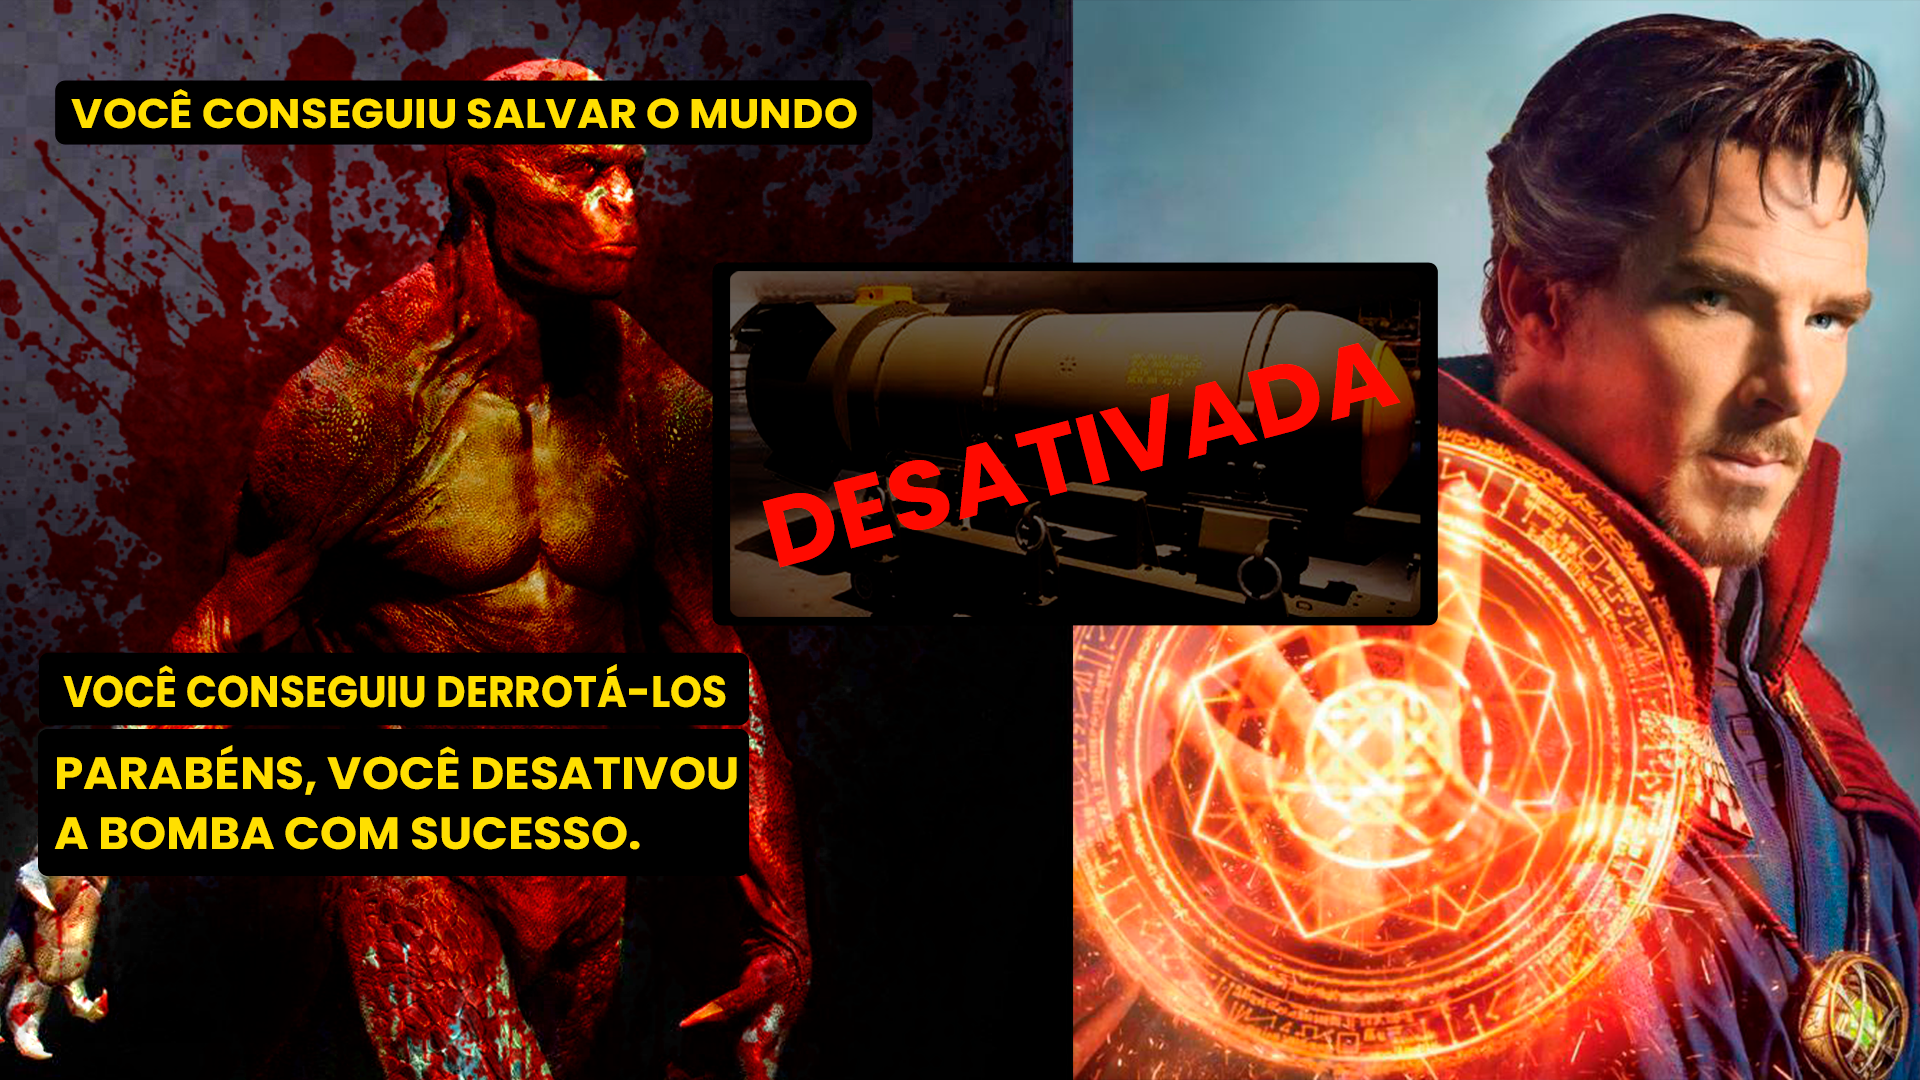 VOCÊ CONSEGUIU SALVAR O MUNDO
DESATIVADA
VOCÊ CONSEGUIU DERROTÁ-LOS
PARABÉNS, VOCÊ DESATIVOU
A BOMBA COM SUCESSO.